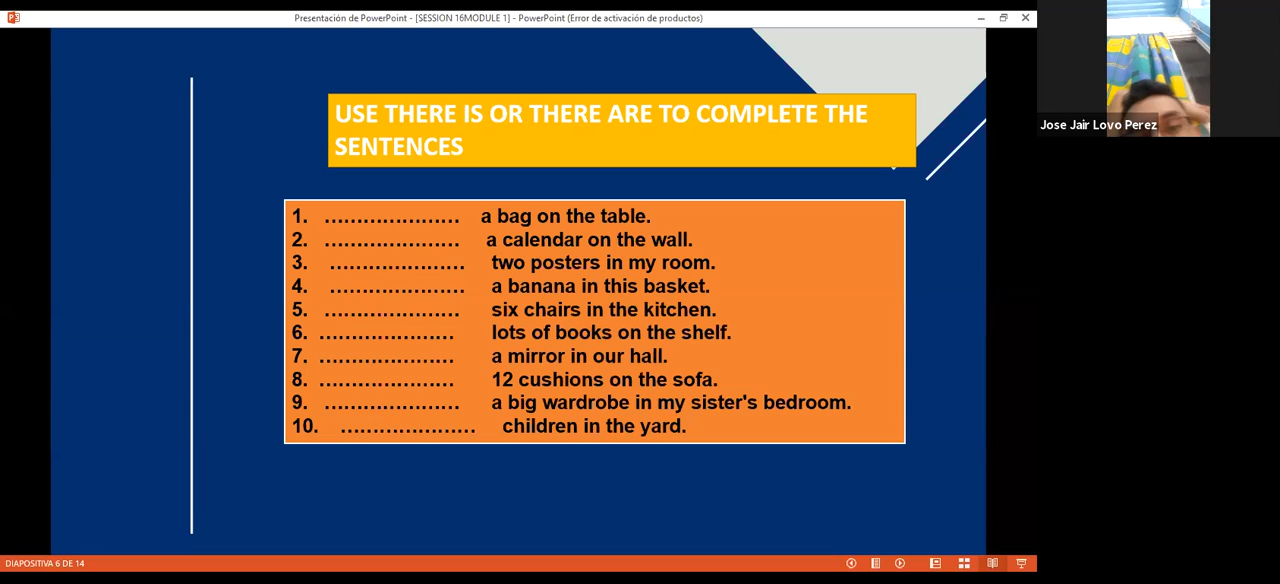 Presentación de PowerPoint - [SESSION 16MODULE 1] - PowerPoint (Error de activación de productos)
Jose Jair Lovo Perez
USE THERE IS OR THERE ARE TO COMPLETE THE
SENTENCES
1. ………………… a bag on the table.
2. ………………… a calendar on the wall.
3. ………………… two posters in my room.
4. ………………… a banana in this basket.
5. ………………… six chairs in the kitchen.
6. ………………… lots of books on the shelf.
7. ………………… a mirror in our hall.
8. ………………… 12 cushions on the sofa.
9. ………………… a big wardrobe in my sister's bedroom.
10. ………………… children in the yard.
DIAPOSITIVA 6 DE 14